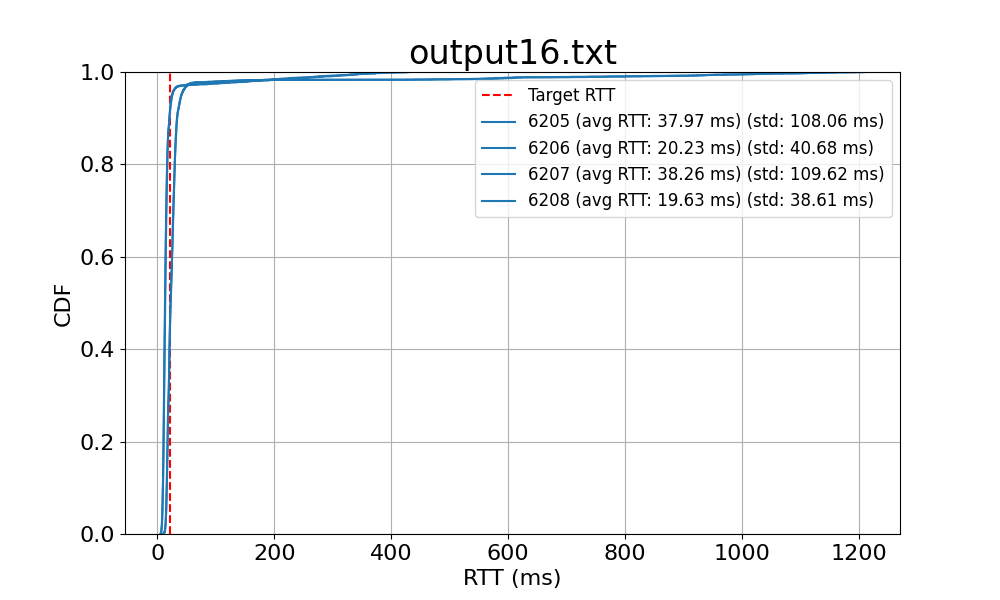 output16.txt
1.0
0.8
0.6
0.4
0.2
0.0
CDF
Target RTT
6205 (avg RTT: 37.97 ms) (std: 108.06 ms)
6206 (avg RTT: 20.23 ms) (std: 40.68 ms)
6207 (avg RTT: 38.26 ms) (std: 109.62 ms)
6208 (avg RTT: 19.63 ms) (std: 38.61 ms)
0 200 400 600 800 1000 1200
RTT (ms)